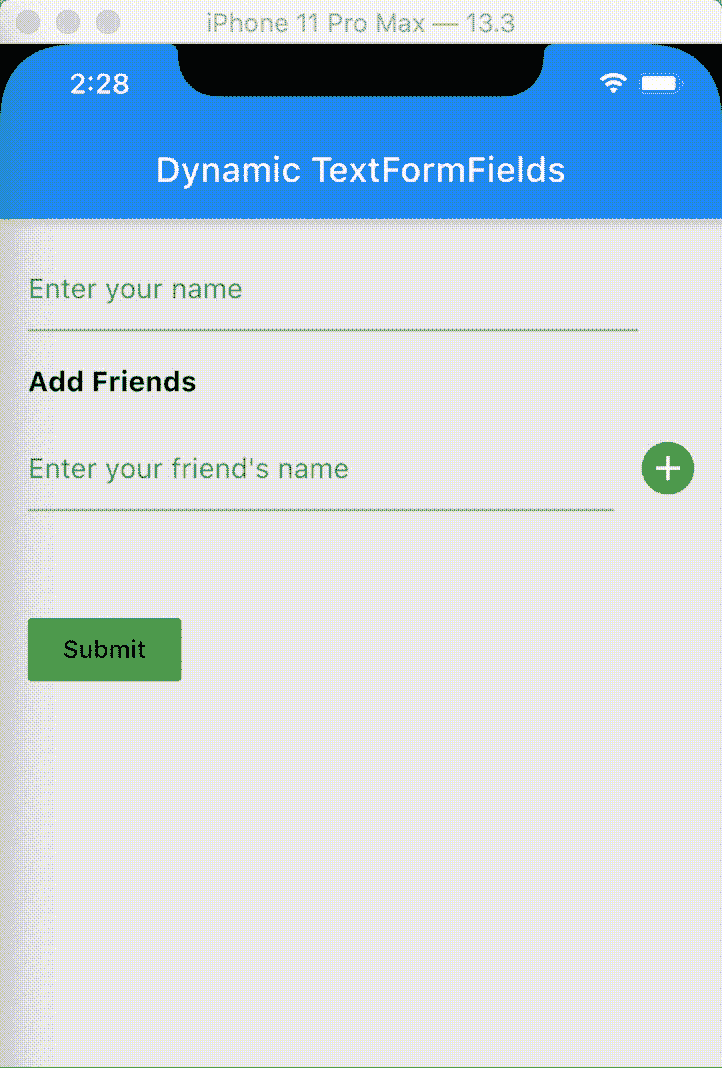 iPhone 11 Pro Max — 13.3
2:28
Dynamic TextFormFields
Enter your name
Add Friends
Enter your friend's name
+
Submit